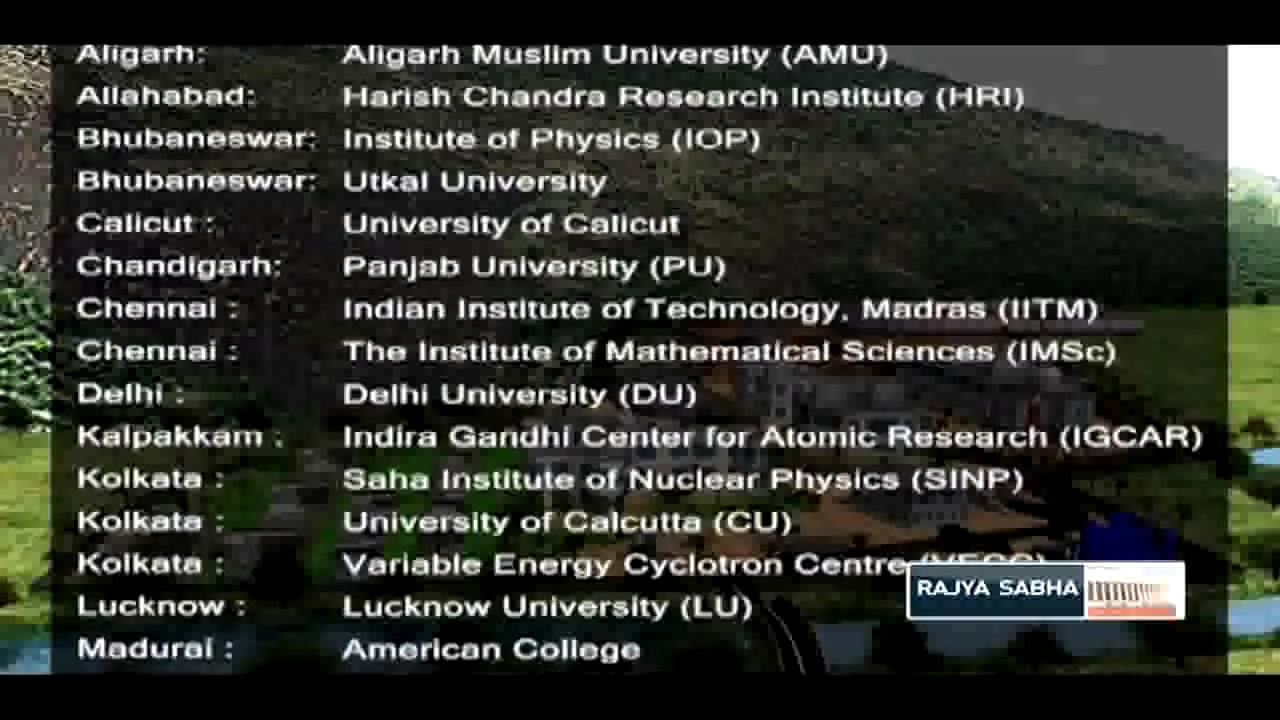 Aligarh: Aligarh Muslim University (AMU)
Allahabad: Harish Chandra Research Institute (HRI)
Bhubaneswar: Institute of Physics (IOP)
Bhubaneswar: Utkal University
Calicut : University of Calicut
Chandigarh: Panjab University (PU)
Chennai : Indian Institute of Technology, Madras (IITM)
Chennai : The Institute of Mathematical Sciences (IMSc)
Delhi : Delhi University (DU)
Kalpakkam : Indira Gandhi Center for Atomic Research (IGCAR)
Kolkata : Saha Institute of Nuclear Physics (SINP)
Kolkata : University of Calcutta (CU)
Kolkata : Variable Energy Cyclotron Centre
RAJYA SABHA
Lucknow : Lucknow University (LU)
Madurai : American College